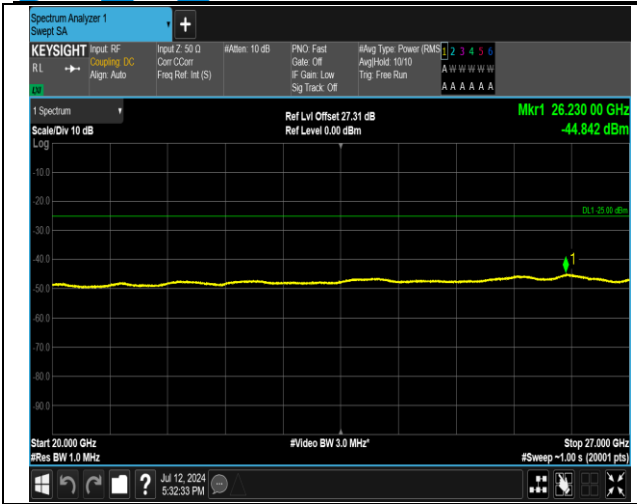 Spectrum Analyzer 1
Swept SA
+
KEYSIGHT
RL
LXI
Input: RF
Coupling: DC
Align: Auto
Input Z: 50 Ω
Corr CCorr
Freq Ref: Int (S)
#Atten: 10 dB
PNO: Fast
Gate: Off
IF Gain: Low
Sig Track: Off
#Avg Type: Power (RMS
Avg|Hold: 10/10
Trig: Free Run
1 2 3 4 5 6
A W W W W W
A A A A A A
1 Spectrum
Scale/Div 10 dB
Ref Lvl Offset 27.31 dB
Ref Level 0.00 dBm
Mkr1 26.230 00 GHz
-44.842 dBm
Log
-10.0
-20.0
DL1 -25.00 dBm
-30.0
-40.0
1
-50.0
-60.0
-70.0
-80.0
-90.0
Start 20.000 GHz
#Res BW 1.0 MHz
#Video BW 3.0 MHz*
Stop 27.000 GHz
#Sweep ~1.00 s (20001 pts)
?
Jul 12, 2024
5:32:33 PM